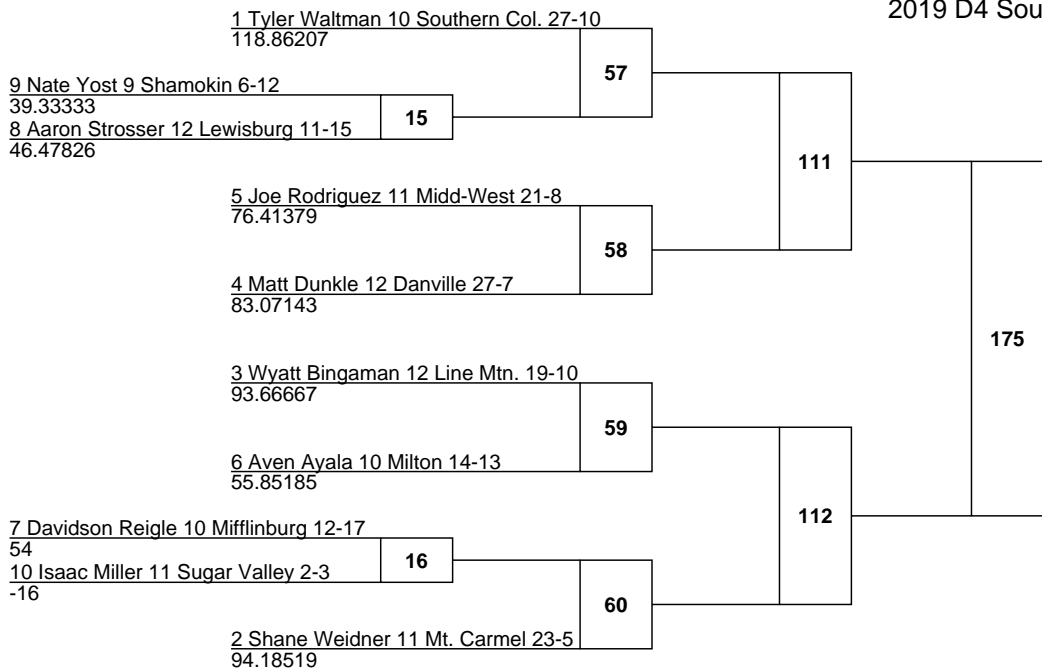 2019 D4 Sou
1 Tyler Waltman 10 Southern Col. 27-10
118.86207
57
9 Nate Yost 9 Shamokin 6-12
39.33333
15
8 Aaron Strosser 12 Lewisburg 11-15
46.47826
111
5 Joe Rodriguez 11 Midd-West 21-8
76.41379
58
4 Matt Dunkle 12 Danville 27-7
83.07143
175
3 Wyatt Bingaman 12 Line Mtn. 19-10
93.66667
59
6 Aven Ayala 10 Milton 14-13
55.85185
112
7 Davidson Reigle 10 Mifflinburg 12-17
54
16
10 Isaac Miller 11 Sugar Valley 2-3
-16
60
2 Shane Weidner 11 Mt. Carmel 23-5
94.18519